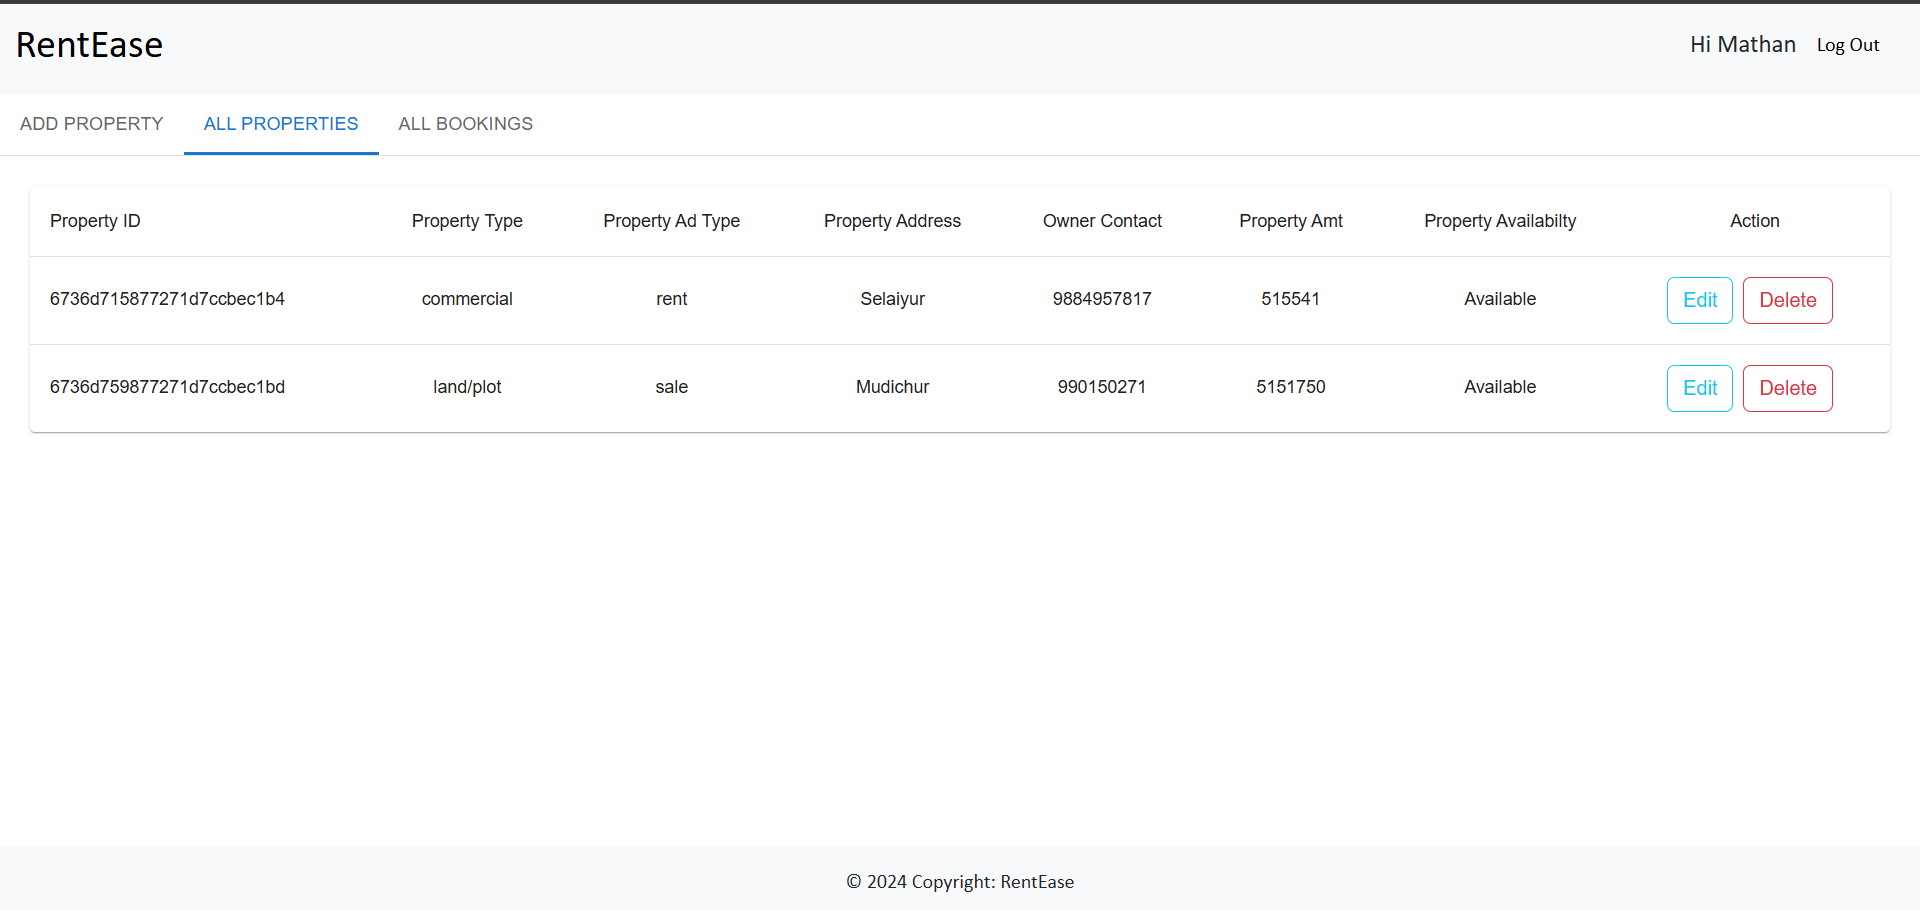 RentEase
Hi Mathan Log Out
ADD PROPERTY ALL PROPERTIES ALL BOOKINGS
Property ID Property Type Property Ad Type Property Address Owner Contact Property Amt Property Availabilty Action
6736d715877271d7ccbec1b4 commercial rent Selaiyur 9884957817 515541 Available Edit Delete
6736d759877271d7ccbec1bd land/plot sale Mudichur 990150271 5151750 Available Edit Delete
© 2024 Copyright: RentEase